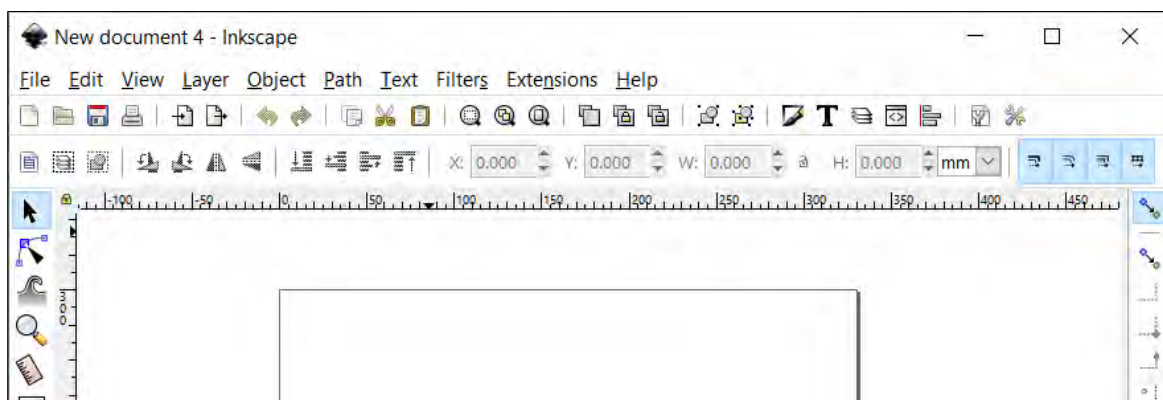 New document 4 - Inkscape
File Edit View Layer Object Path Text Filters Extensions Help
X: 0.000 Y: 0.000 W: 0.000 H: 0.000 mm
-100 -50 0 50 100 150 200 250 300 350 400 450
300